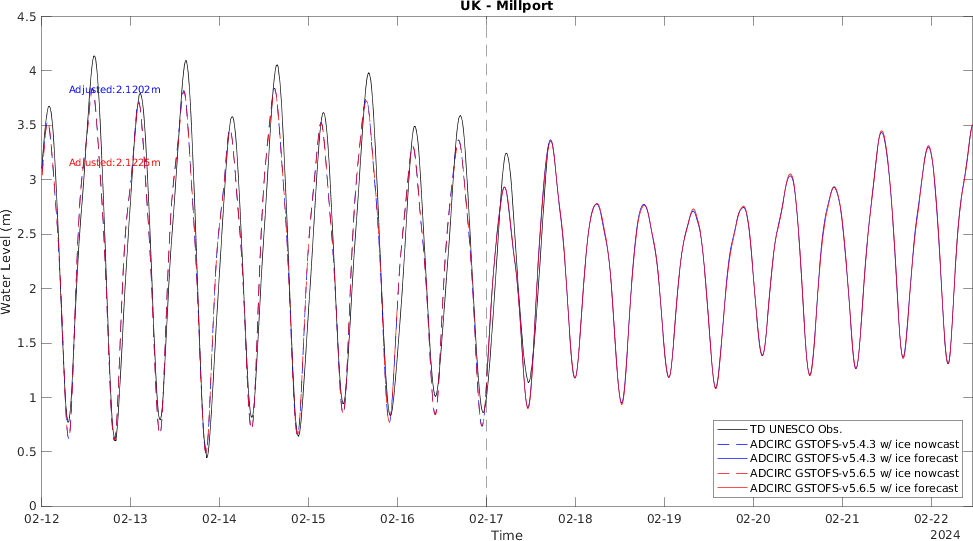 UK - Millport
4.5
4
3.5
3
2.5
2
1.5
1
0.5
0
Water Level (m)
Adjusted:2.1202m
Adjusted:2.1225m
TD UNESCO Obs.
ADCIRC GSTOFS-v5.4.3 w/ ice nowcast
ADCIRC GSTOFS-v5.4.3 w/ ice forecast
ADCIRC GSTOFS-v5.6.5 w/ ice nowcast
ADCIRC GSTOFS-v5.6.5 w/ ice forecast
02-12 02-13 02-14 02-15 02-16 02-17 02-18 02-19 02-20 02-21 02-22
Time
2024